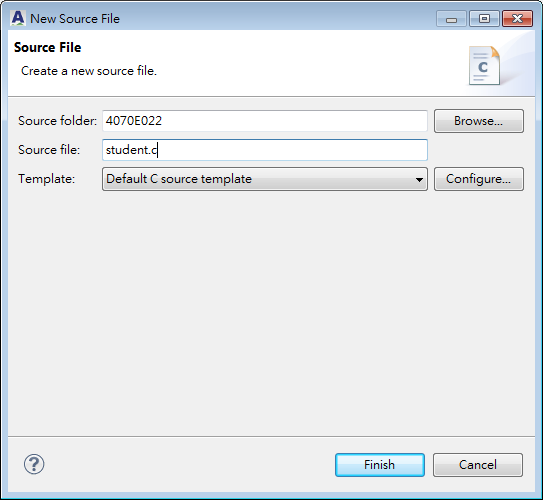 New Source File
Source File
Create a new source file.
C
Source folder: 4070E022 Browse...
Source file: student.c
Template: Default C source template Configure...
?
Finish Cancel